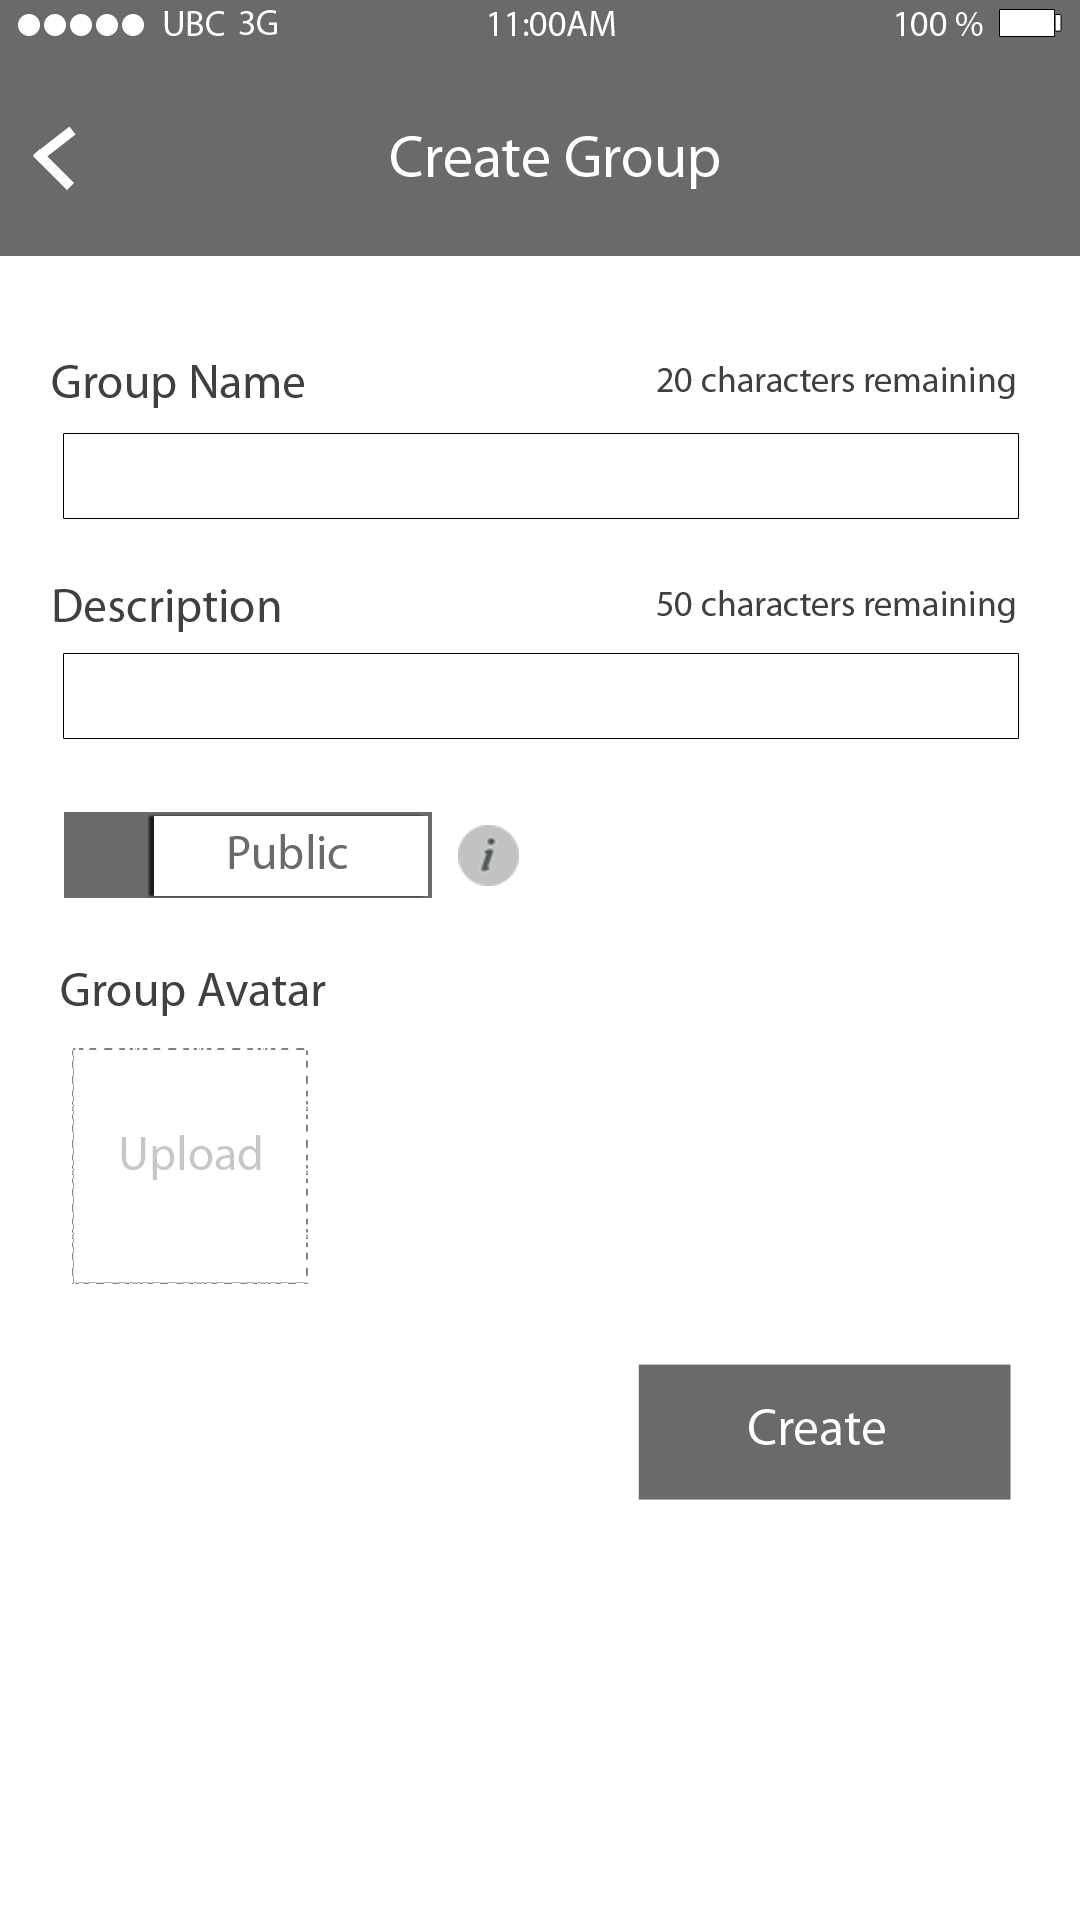 UBC 3G 11:00AM 100 %
Create Group
Group Name 20 characters remaining
Description 50 characters remaining
Public i
Group Avatar
Upload
Create